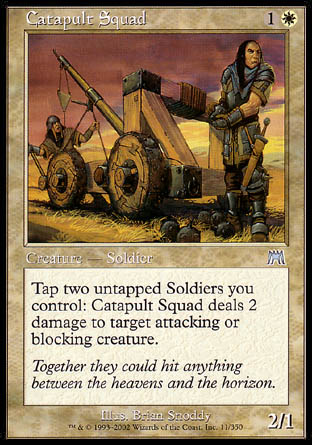 Catapult Squad 1
Creature — Soldier
Tap two untapped Soldiers you
control: Catapult Squad deals 2
damage to target attacking or
blocking creature.
Together they could hit anything
between the heavens and the horizon.
Illus. Brian Snoddy
™ & © 1993-2002 Wizards of the Coast, Inc. 11/350
2/1